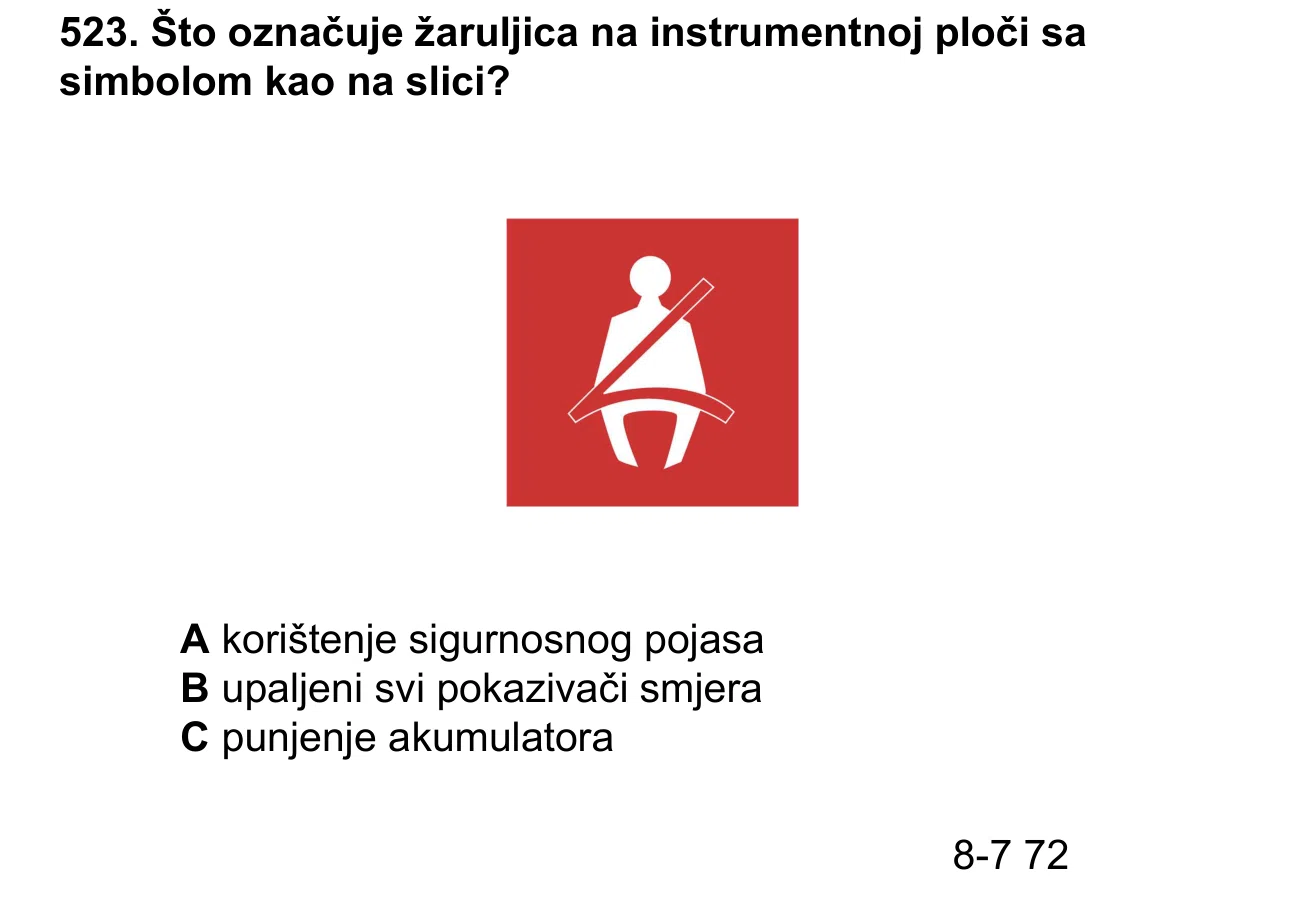 523. Što označuje žaruljica na instrumentnoj ploči sa
simbolom kao na slici?
A korištenje sigurnosnog pojasa
B upaljeni svi pokazivači smjera
C punjenje akumulatora
8-7 72